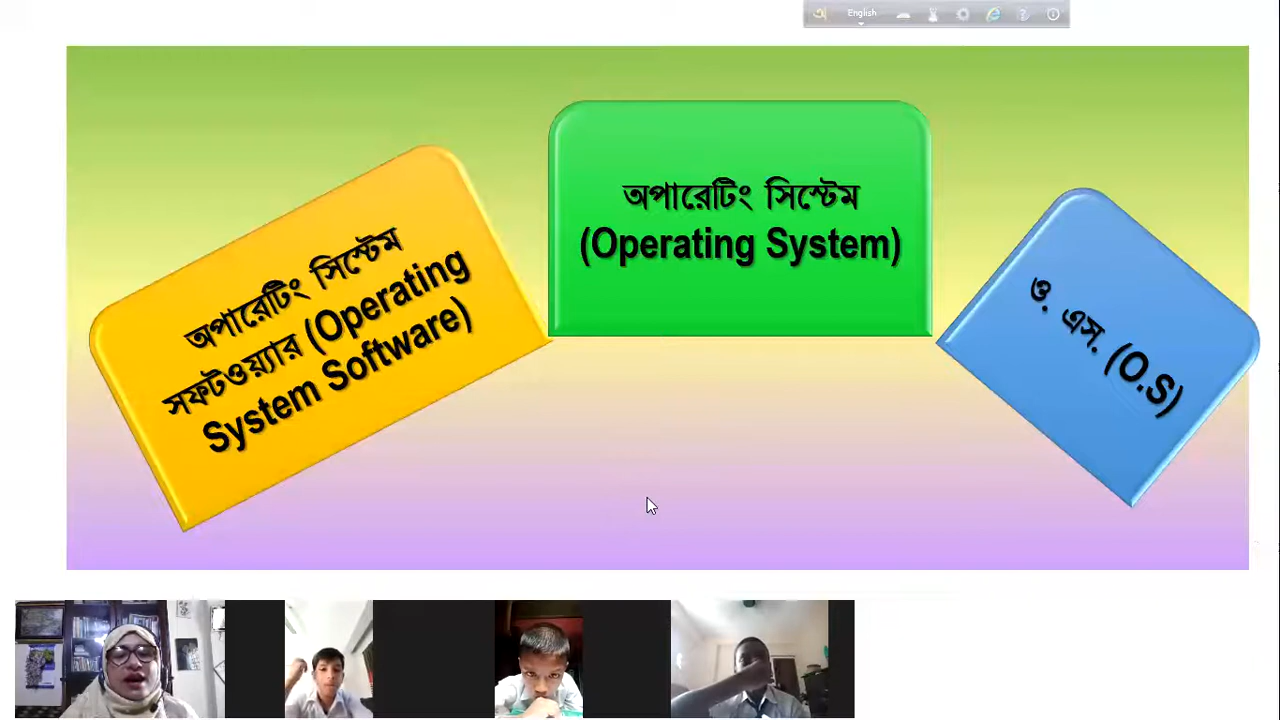 English
অপারেটিং সিস্টেম
সফটওয়্যার (Operating
System Software)
অপারেটিং সিস্টেম
(Operating System)
ও. এস. (O.S)